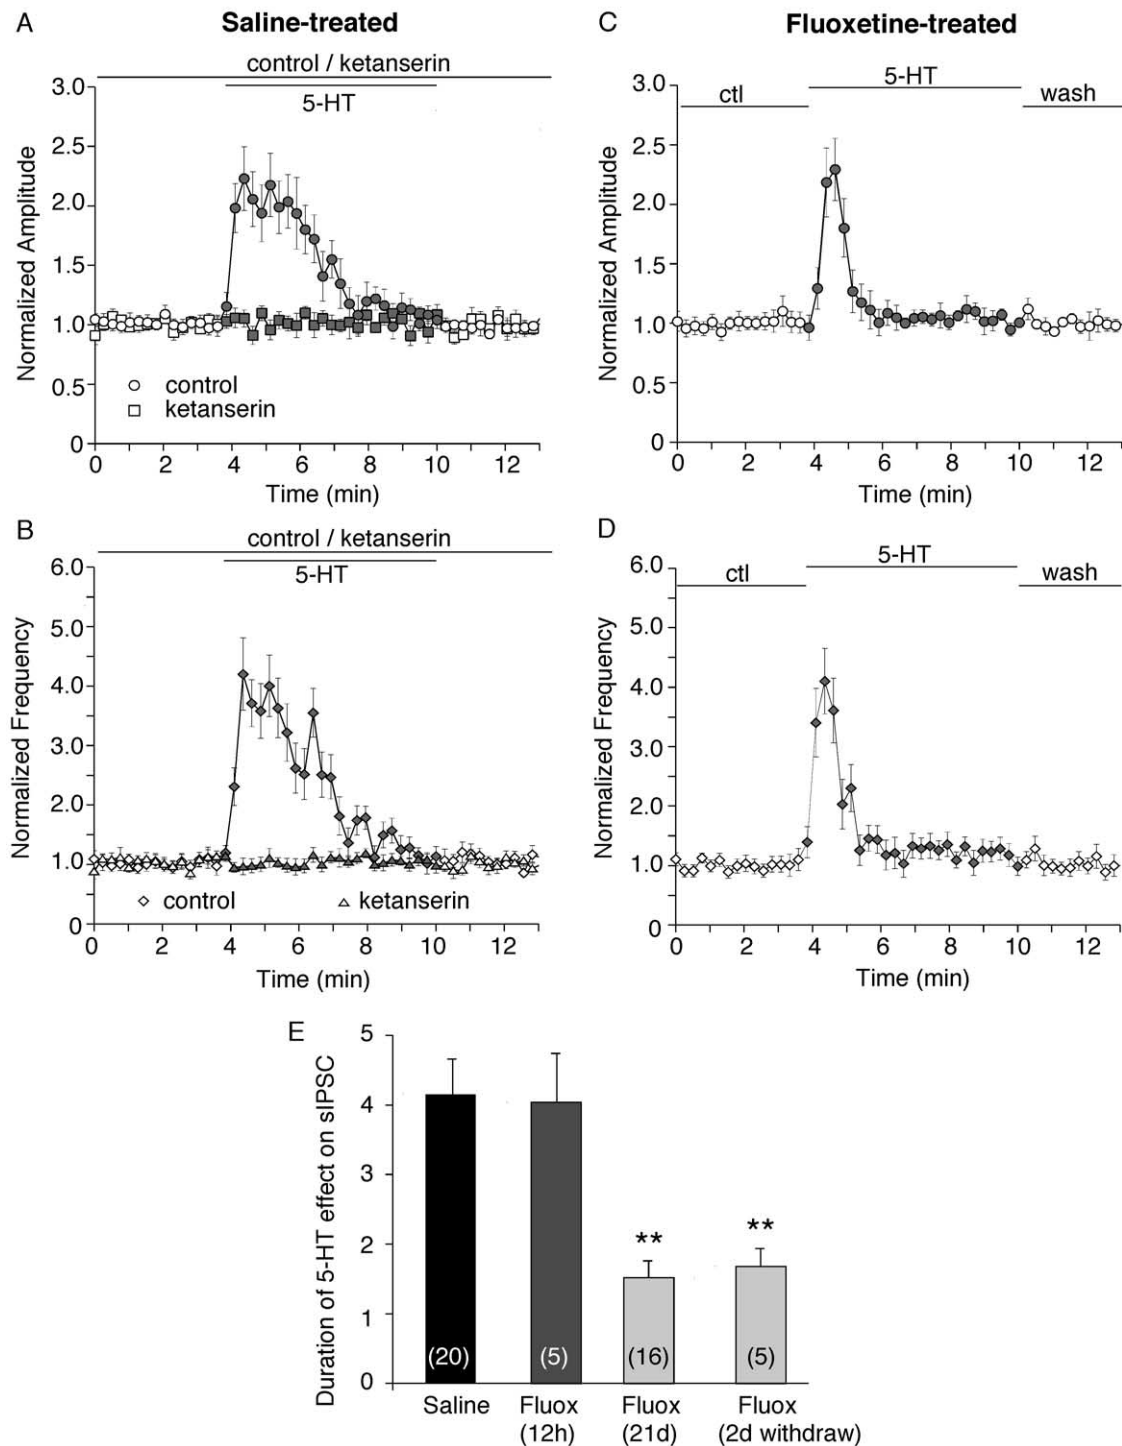 A
Saline-treated
control / ketanserin
5-HT
Normalized Amplitude
3.0
2.5
2.0
1.5
1.0
0.5
0
control
ketanserin
0 2 4 6 8 10 12
Time (min)
C
Fluoxetine-treated
5-HT
ctl
wash
Normalized Amplitude
3.0
2.5
2.0
1.5
1.0
0.5
0
0 2 4 6 8 10 12
Time (min)
B
control / ketanserin
5-HT
Normalized Frequency
6.0
5.0
4.0
3.0
2.0
1.0
0
control ketanserin
0 2 4 6 8 10 12
Time (min)
D
5-HT
ctl
wash
Normalized Frequency
6.0
5.0
4.0
3.0
2.0
1.0
0
0 2 4 6 8 10 12
Time (min)
E
Duration of 5-HT effect on sIPSC
5
4
3
2
1
0
** **
(20) (5) (16) (5)
Saline Fluox Fluox Fluox
(12h) (21d) (2d withdraw)